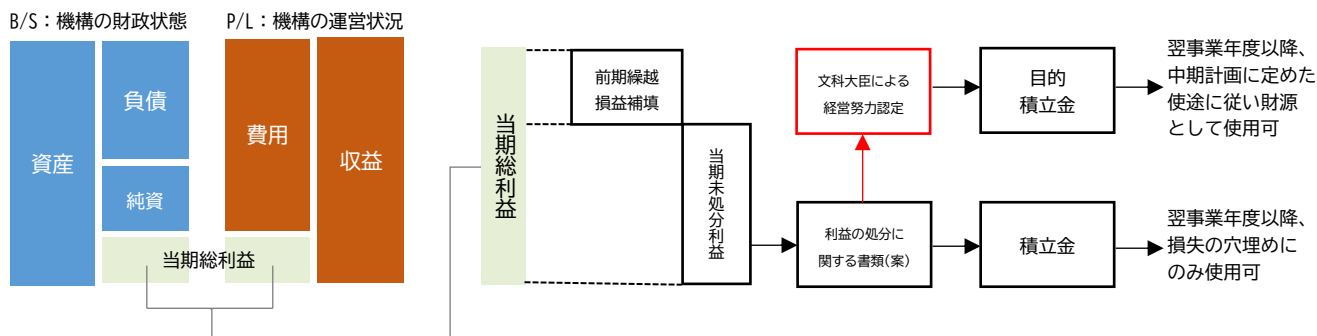 B/S：機構の財政状態
P/L：機構の運営状況
資産
負債
純資
費用
収益
当期総利益
当期総利益
前期繰越
損益補填
当期未処分利益
文科大臣による
経営努力認定
利益の処分に
関する書類(案)
目的
積立金
積立金
翌事業年度以降、
中期計画に定めた
使途に従い財源
として使用可
翌事業年度以降、
損失の穴埋めに
のみ使用可